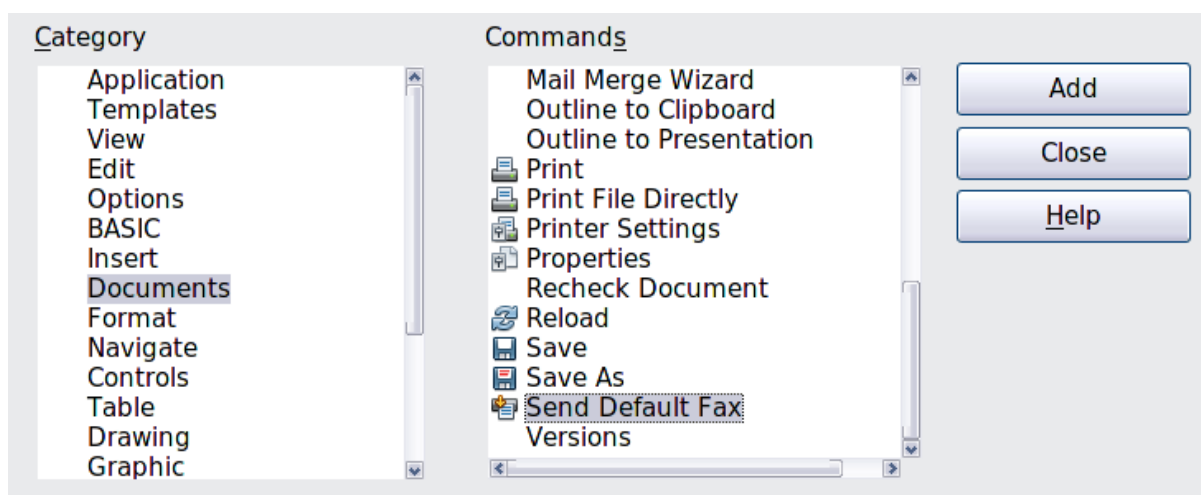 Category
Application
Templates
View
Edit
Options
BASIC
Insert
Documents
Format
Navigate
Controls
Table
Drawing
Graphic
Commands
Mail Merge Wizard
Outline to Clipboard
Outline to Presentation
Print
Print File Directly
Printer Settings
Properties
Recheck Document
Reload
Save
Save As
Send Default Fax
Versions
Add
Close
Help